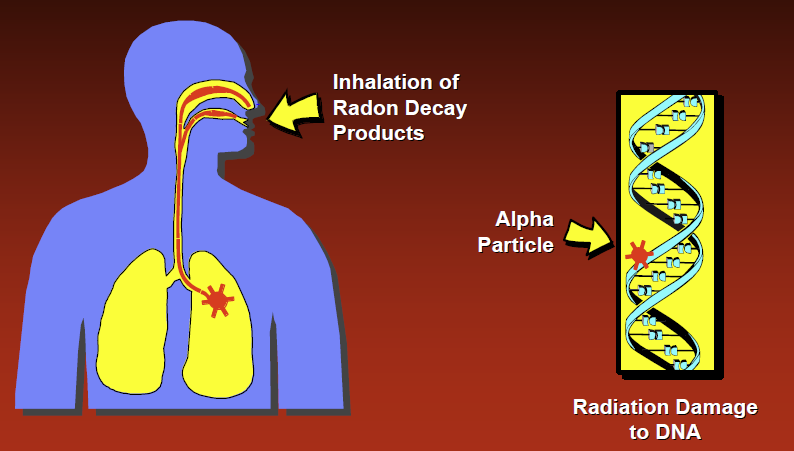 Inhalation of
Radon Decay
Products
Alpha
Particle
Radiation Damage
to DNA